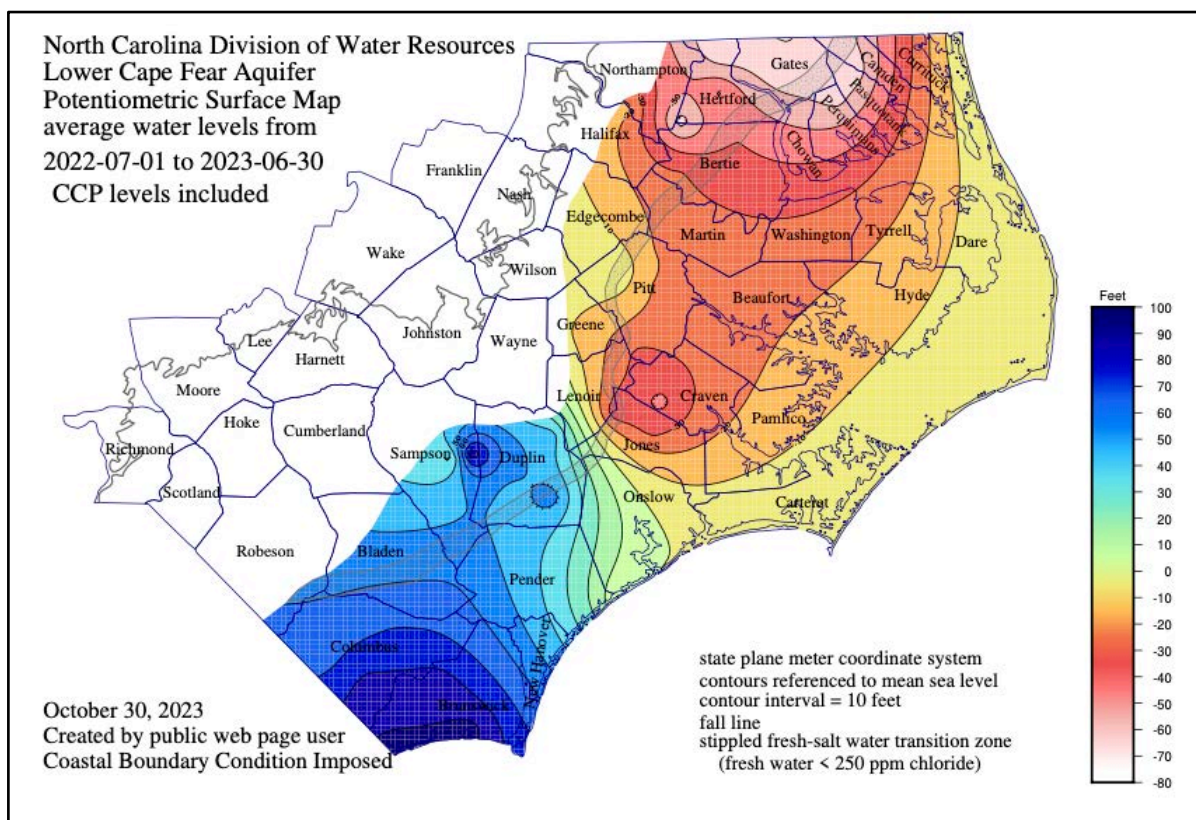 North Carolina Division of Water Resources
Lower Cape Fear Aquifer
Potentiometric Surface Map
average water levels from
2022-07-01 to 2023-06-30
CCP levels included
Northampton
Gates
Camden
Currituck
Pasquotank
Perquimans
Hertford
Halifax
Chowan
Bertie
Franklin
Nash
Edgecombe
Martin
Washington
Tyrrell
Dare
Wake
Wilson
Pitt
Beaufort
Hyde
Johnston
Greene
Wayne
Lee
Harnett
Moore
Lenoir
Craven
Pamlico
Hoke
Cumberland
Jones
Richmond
Sampson
Duplin
Scotland
Onslow
Carteret
Robeson
Bladen
Pender
Columbus
New Hanover
Brunswick
Feet
100
90
80
70
60
50
40
30
20
10
0
-10
-20
-30
-40
-50
-60
-70
-80
state plane meter coordinate system
contours referenced to mean sea level
contour interval = 10 feet
fall line
stippled fresh-salt water transition zone
(fresh water < 250 ppm chloride)
October 30, 2023
Created by public web page user
Coastal Boundary Condition Imposed